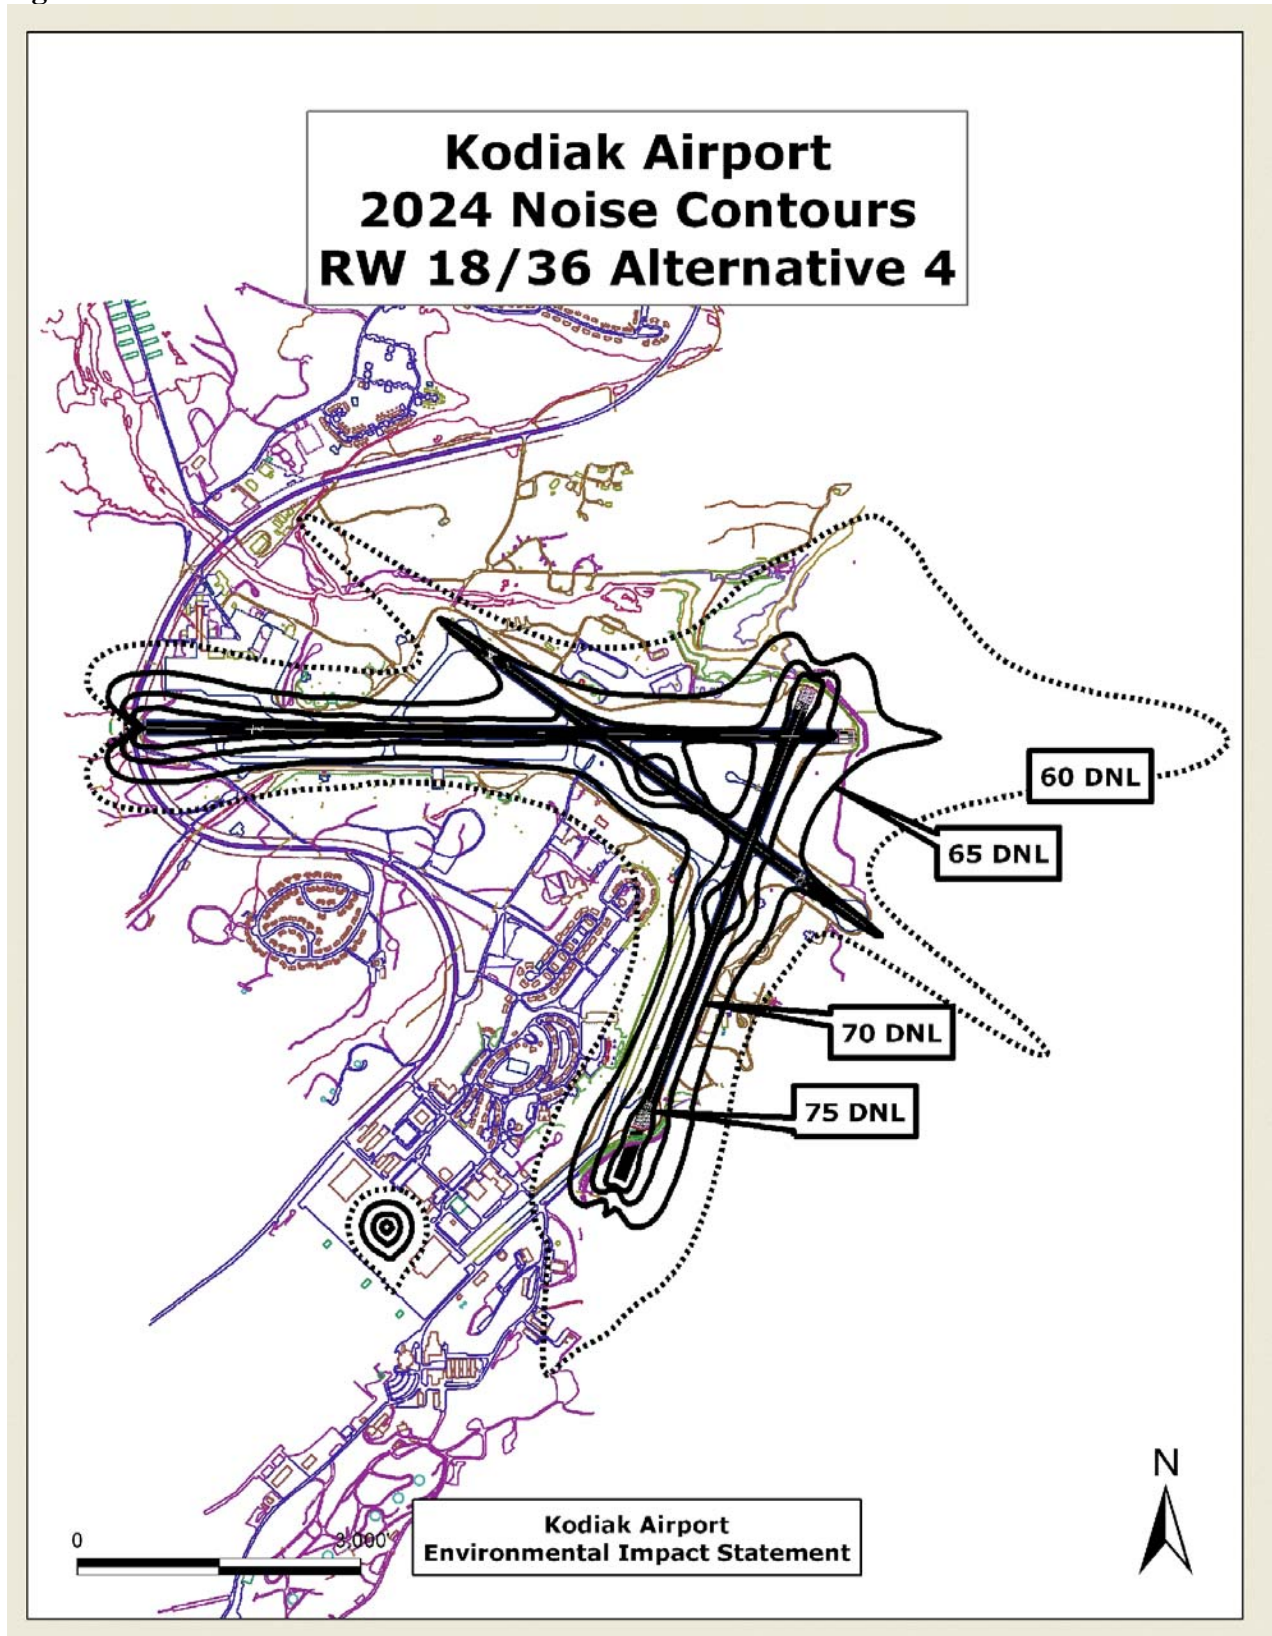 Kodiak Airport
2024 Noise Contours
RW 18/36 Alternative 4
60 DNL
65 DNL
70 DNL
75 DNL
N
0 3,000'
Kodiak Airport
Environmental Impact Statement